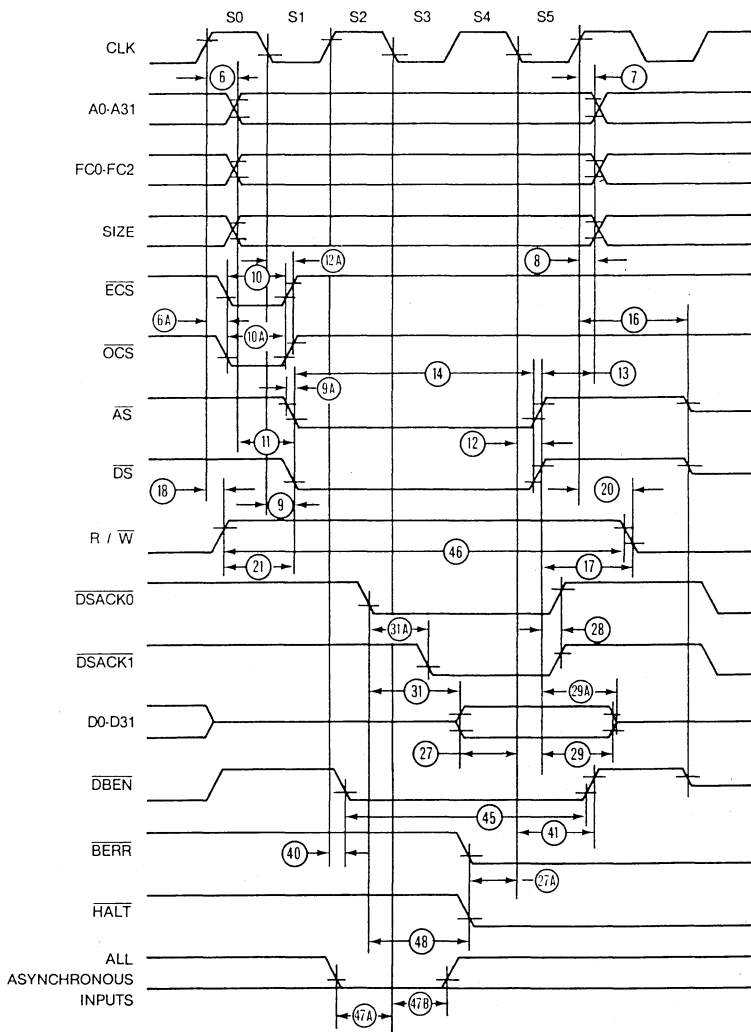 S0 S1 S2 S3 S4 S5
CLK
6 7
A0-A31
FC0-FC2
SIZE
8
12A
10
ECS
6A 16
10A
OCS
14 13
9A
AS
11 12
DS
18 9 20
R / W
46
21 17
DSACK0
31A 28
DSACK1
31 29A
D0-D31
27 29
DBEN
45
41
BERR
40
27A
HALT
48
ALL
ASYNCHRONOUS
INPUTS
47A 47B